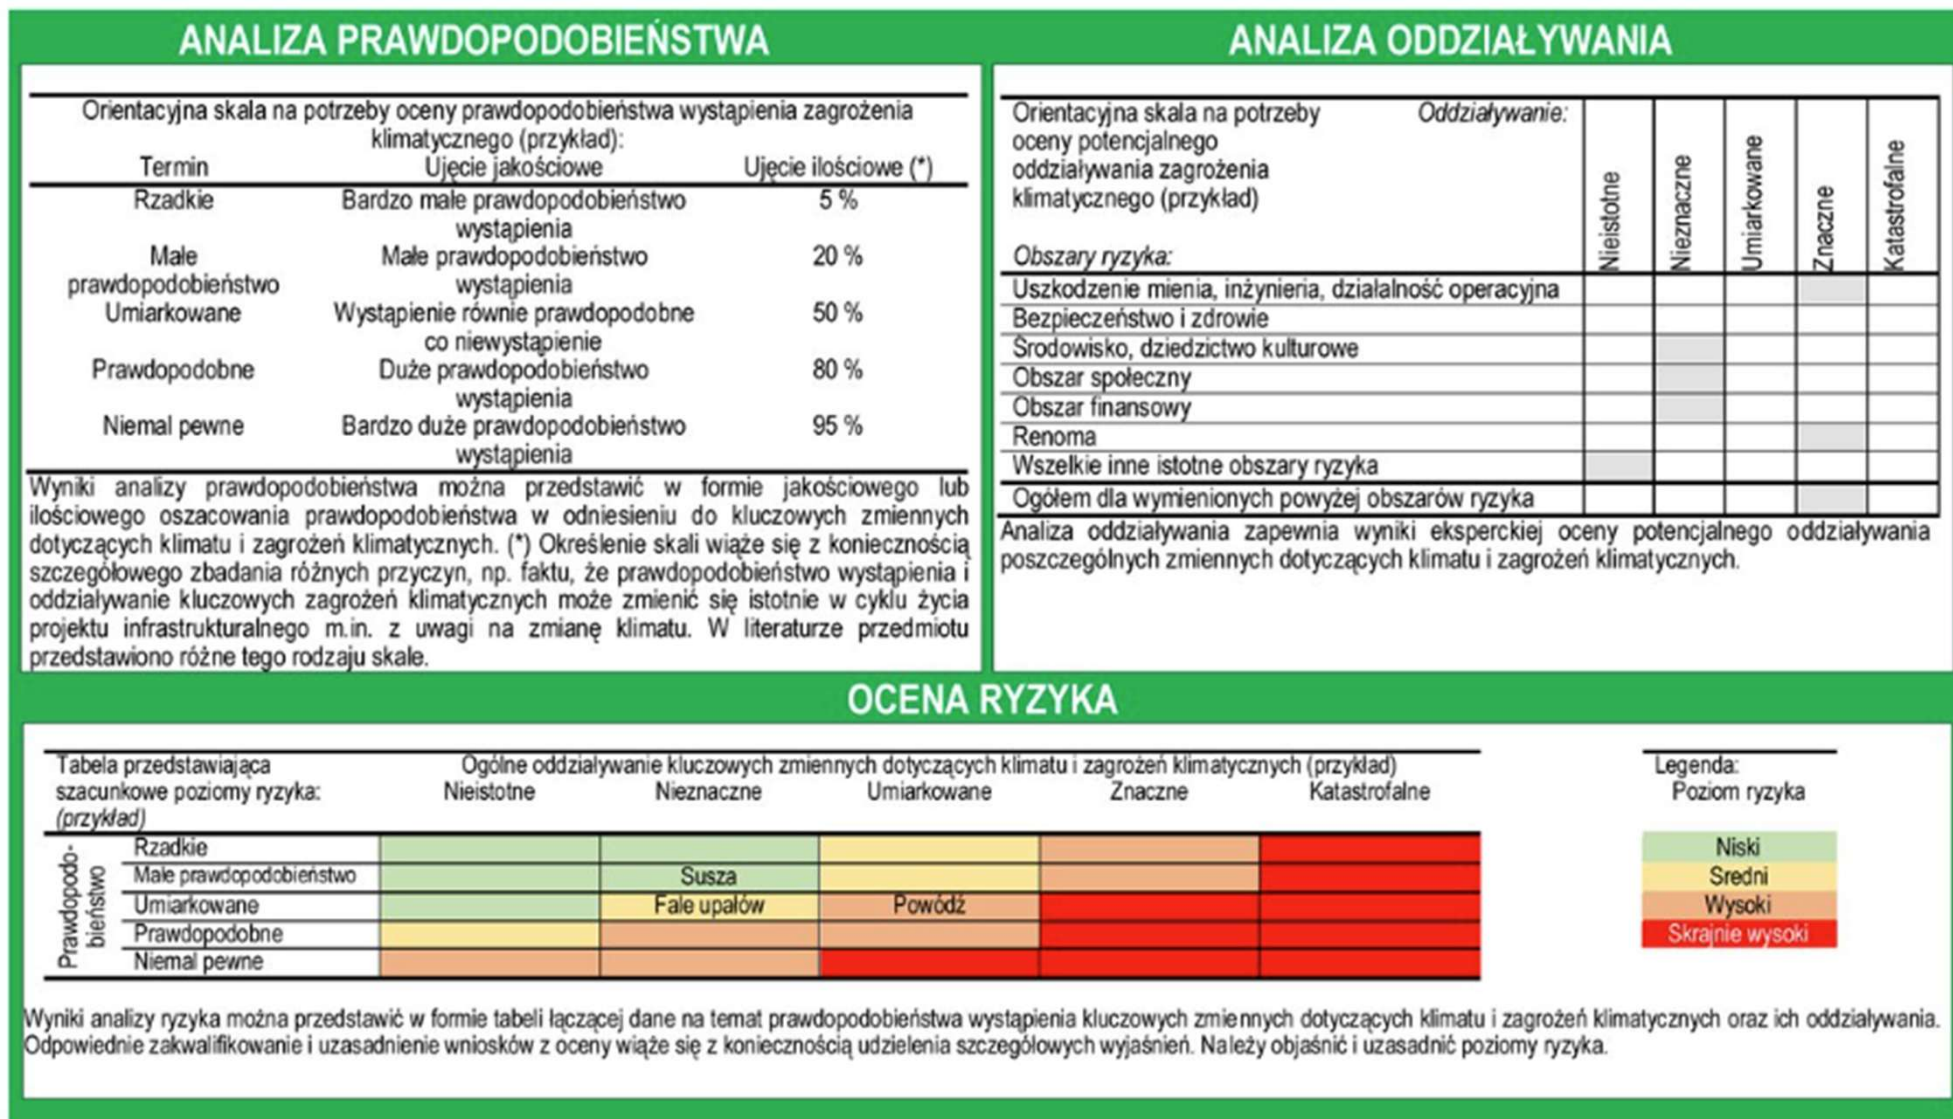 ANALIZA PRAWDOPODOBIEŃSTWA
Orientacyjna skala na potrzeby oceny prawdopodobieństwa wystąpienia zagrożenia
klimatycznego (przykład):
Termin Ujęcie jakościowe Ujęcie ilościowe (*)
Rzadkie Bardzo małe prawdopodobieństwo 5 %
wystąpienia
Małe Małe prawdopodobieństwo 20 %
prawdopodobieństwo wystąpienia
Umiarkowane Wystąpienie równie prawdopodobne 50 %
co niewystąpienie
Prawdopodobne Duże prawdopodobieństwo 80 %
wystąpienia
Niemal pewne Bardzo duże prawdopodobieństwo 95 %
wystąpienia
Wyniki analizy prawdopodobieństwa można przedstawić w formie jakościowego lub
ilościowego oszacowania prawdopodobieństwa w odniesieniu do kluczowych zmiennych
dotyczących klimatu i zagrożeń klimatycznych. (*) Określenie skali wiąże się z koniecznością
szczegółowego zbadania różnych przyczyn, np. faktu, że prawdopodobieństwo wystąpienia i
oddziaływanie kluczowych zagrożeń klimatycznych może zmienić się istotnie w cyklu życia
projektu infrastrukturalnego m.in. z uwagi na zmianę klimatu. W literaturze przedmiotu
przedstawiono różne tego rodzaju skale.
ANALIZA ODDZIAŁYWANIA
Orientacyjna skala na potrzeby Oddziaływanie:
oceny potencjalnego
oddziaływania zagrożenia
klimatycznego (przykład)
Obszary ryzyka:
Nieistotne
Nieznaczne
Umiarkowane
Znaczne
Katastrofalne
Uszkodzenie mienia, inżynieria, działalność operacyjna
Bezpieczeństwo i zdrowie
Środowisko, dziedzictwo kulturowe
Obszar społeczny
Obszar finansowy
Renoma
Wszelkie inne istotne obszary ryzyka
Ogółem dla wymienionych powyżej obszarów ryzyka
Analiza oddziaływania zapewnia wyniki eksperckiej oceny potencjalnego oddziaływania
poszczególnych zmiennych dotyczących klimatu i zagrożeń klimatycznych.
OCENA RYZYKA
Tabela przedstawiająca Ogólne oddziaływanie kluczowych zmiennych dotyczących klimatu i zagrożeń klimatycznych (przykład)
szacunkowe poziomy ryzyka: Nieistotne Nieznaczne Umiarkowane Znaczne Katastrofalne
(przykład)
Prawdopodo-
bieństwo
Rzadkie
Małe prawdopodobieństwo Susza
Umiarkowane Fale upałów Powódź
Prawdopodobne
Niemal pewne
Legenda:
Poziom ryzyka
Niski
Średni
Wysoki
Skrajnie wysoki
Wyniki analizy ryzyka można przedstawić w formie tabeli łączącej dane na temat prawdopodobieństwa wystąpienia kluczowych zmiennych dotyczących klimatu i zagrożeń klimatycznych oraz ich oddziaływania.
Odpowiednie zakwalifikowanie i uzasadnienie wniosków z oceny wiąże się z koniecznością udzielenia szczegółowych wyjaśnień. Należy objaśnić i uzasadnić poziomy ryzyka.